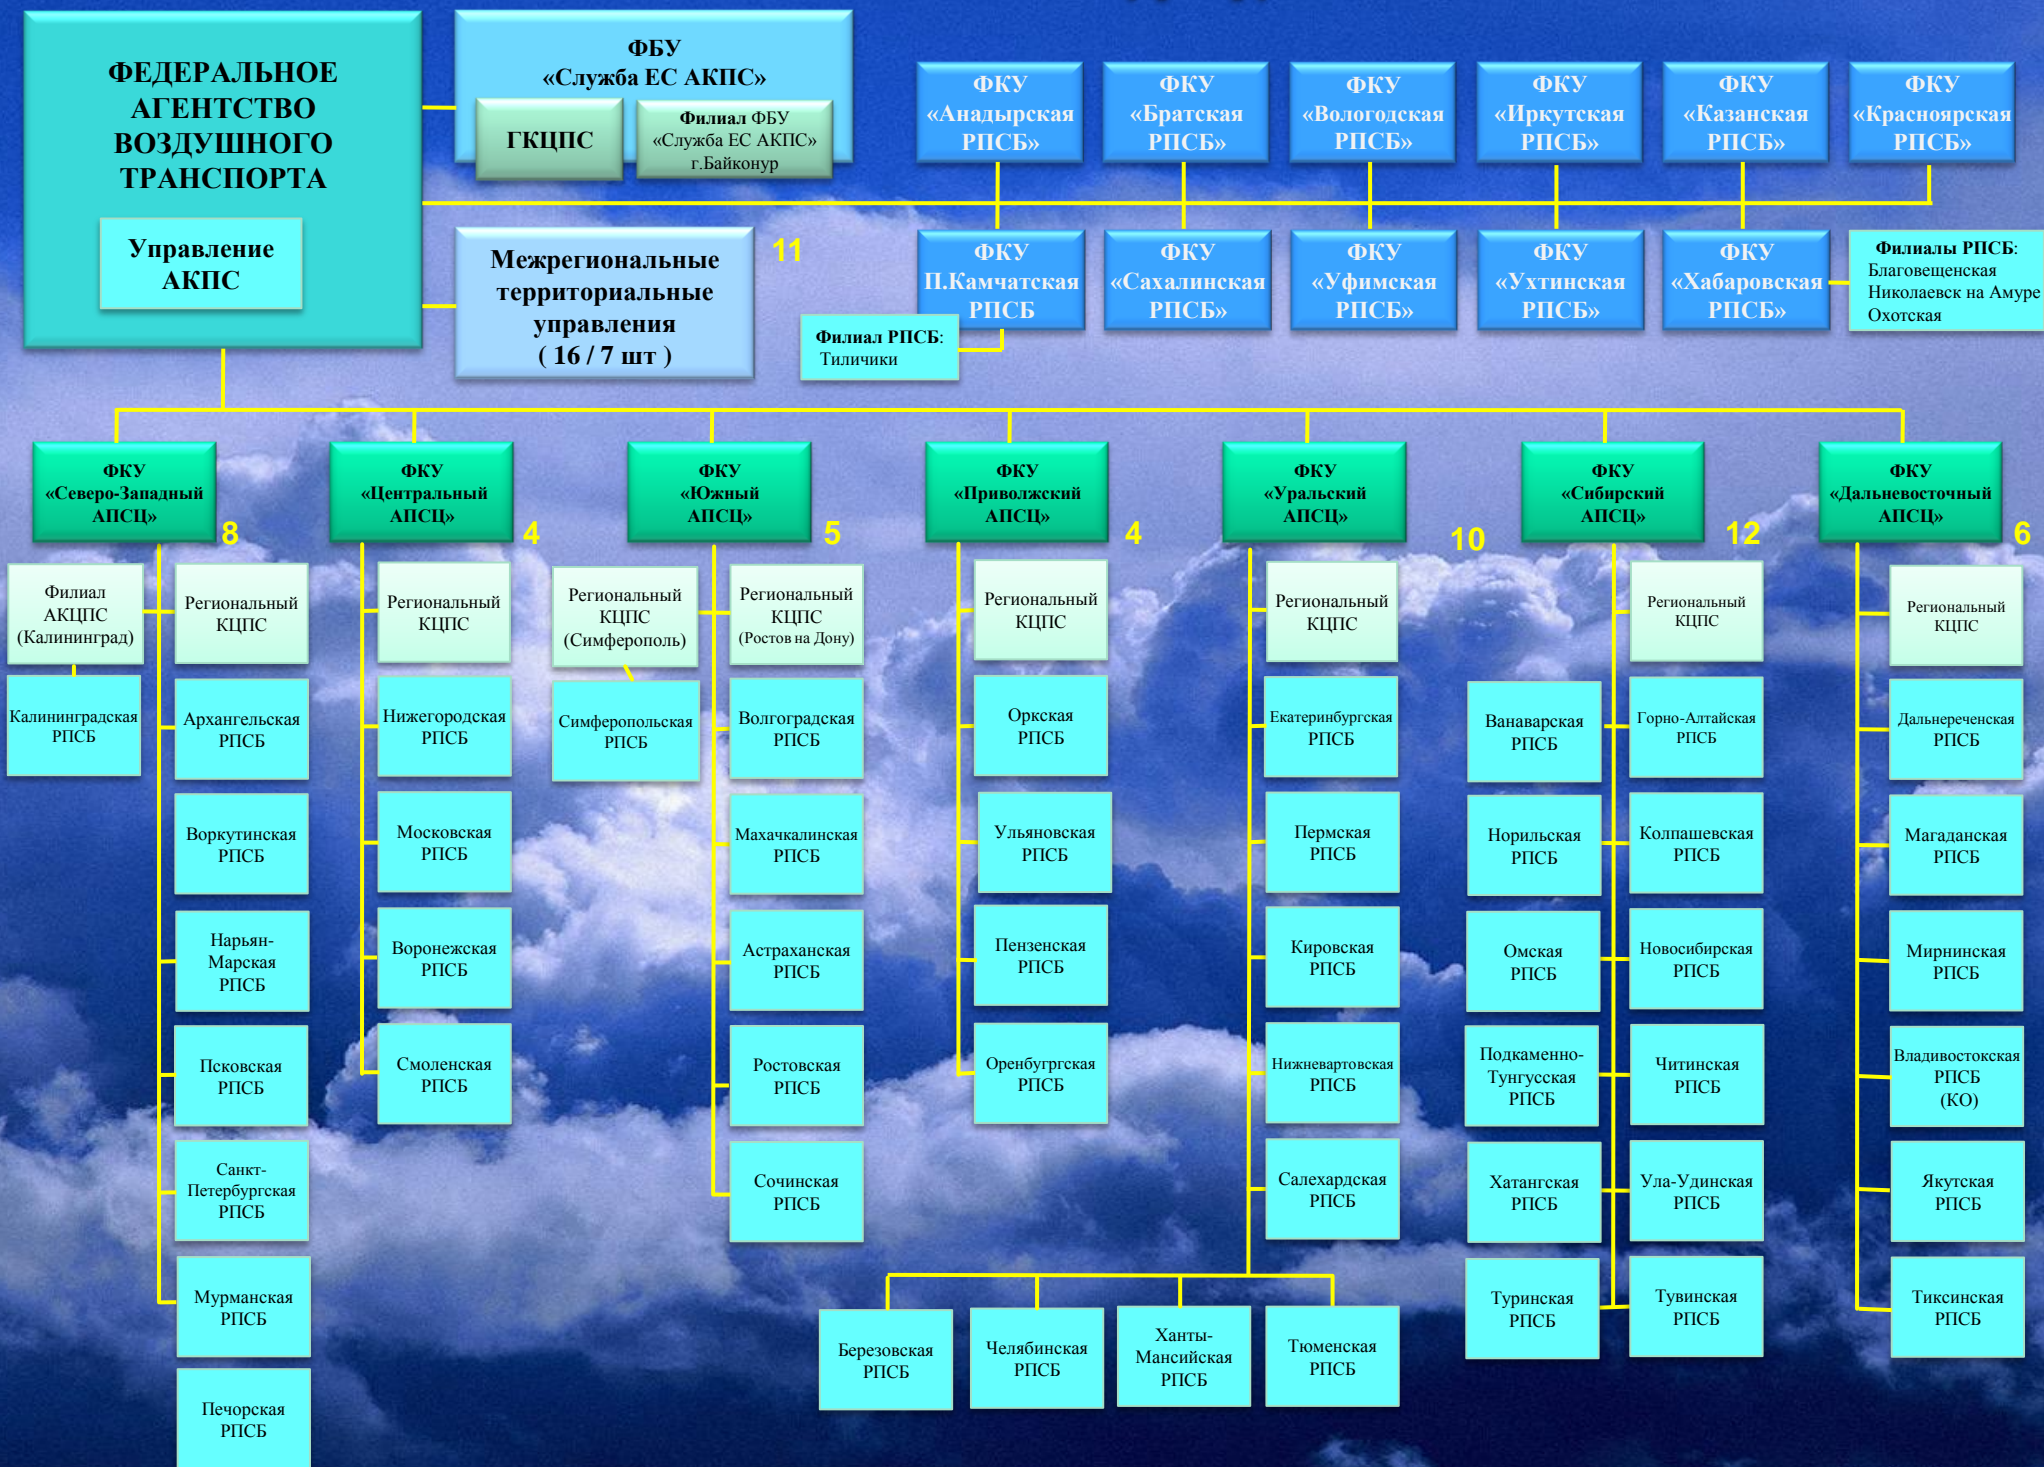 ФЕДЕРАЛЬНОЕ
АГЕНТСТВО
ВОЗДУШНОГО
ТРАНСПОРТА
Управление
АКПС
ФБУ
«Служба ЕС АКПС»
ГКЦПС
Филиал ФБУ
«Служба ЕС АКПС»
г.Байконур
Межрегиональные
территориальные
управления
( 16 / 7 шт )
11
ФКУ
«Анадырская
РПСБ»
ФКУ
«Братская
РПСБ»
ФКУ
«Вологодская
РПСБ»
ФКУ
«Иркутская
РПСБ»
ФКУ
«Казанская
РПСБ»
ФКУ
«Красноярская
РПСБ»
ФКУ
П.Камчатская
РПСБ
ФКУ
«Сахалинская
РПСБ»
ФКУ
«Уфимская
РПСБ»
ФКУ
«Ухтинская
РПСБ»
ФКУ
«Хабаровская
РПСБ»
Филиалы РПСБ:
Благовещенская
Николаевск на Амуре
Охотская
Филиал РПСБ:
Тиличики
ФКУ
«Северо-Западный
АПСЦ»
8
Филиал
АКЦПС
(Калининград)
Региональный
КЦПС
Калининградская
РПСБ
Архангельская
РПСБ
Воркутинская
РПСБ
Нарьян-
Марская
РПСБ
Псковская
РПСБ
Санкт-
Петербургская
РПСБ
Мурманская
РПСБ
Печорская
РПСБ
ФКУ
«Центральный
АПСЦ»
4
Региональный
КЦПС
Нижегородская
РПСБ
Московская
РПСБ
Воронежская
РПСБ
Смоленская
РПСБ
ФКУ
«Южный
АПСЦ»
5
Региональный
КЦПС
(Симферополь)
Региональный
КЦПС
(Ростов на Дону)
Симферопольская
РПСБ
Волгоградская
РПСБ
Махачкалинская
РПСБ
Астраханская
РПСБ
Ростовская
РПСБ
Сочинская
РПСБ
ФКУ
«Приволжский
АПСЦ»
4
Региональный
КЦПС
Оркская
РПСБ
Ульяновская
РПСБ
Пензенская
РПСБ
Оренбугргская
РПСБ
ФКУ
«Уральский
АПСЦ»
10
Региональный
КЦПС
Екатеринбургская
РПСБ
Пермская
РПСБ
Кировская
РПСБ
Нижневартовская
РПСБ
Салехардская
РПСБ
Березовская
РПСБ
Челябинская
РПСБ
Ханты-
Мансийская
РПСБ
Тюменская
РПСБ
ФКУ
«Сибирский
АПСЦ»
12
Региональный
КЦПС
Ванаварская
РПСБ
Горно-Алтайская
РПСБ
Норильская
РПСБ
Колпашевская
РПСБ
Омская
РПСБ
Новосибирская
РПСБ
Подкаменно-
Тунгусская
РПСБ
Читинская
РПСБ
Хатангская
РПСБ
Ула-Удинская
РПСБ
Туринская
РПСБ
Тувинская
РПСБ
ФКУ
«Дальневосточный
АПСЦ»
6
Региональный
КЦПС
Дальнереченская
РПСБ
Магаданская
РПСБ
Мирнинская
РПСБ
Владивостокская
РПСБ
(КО)
Якутская
РПСБ
Тиксинская
РПСБ